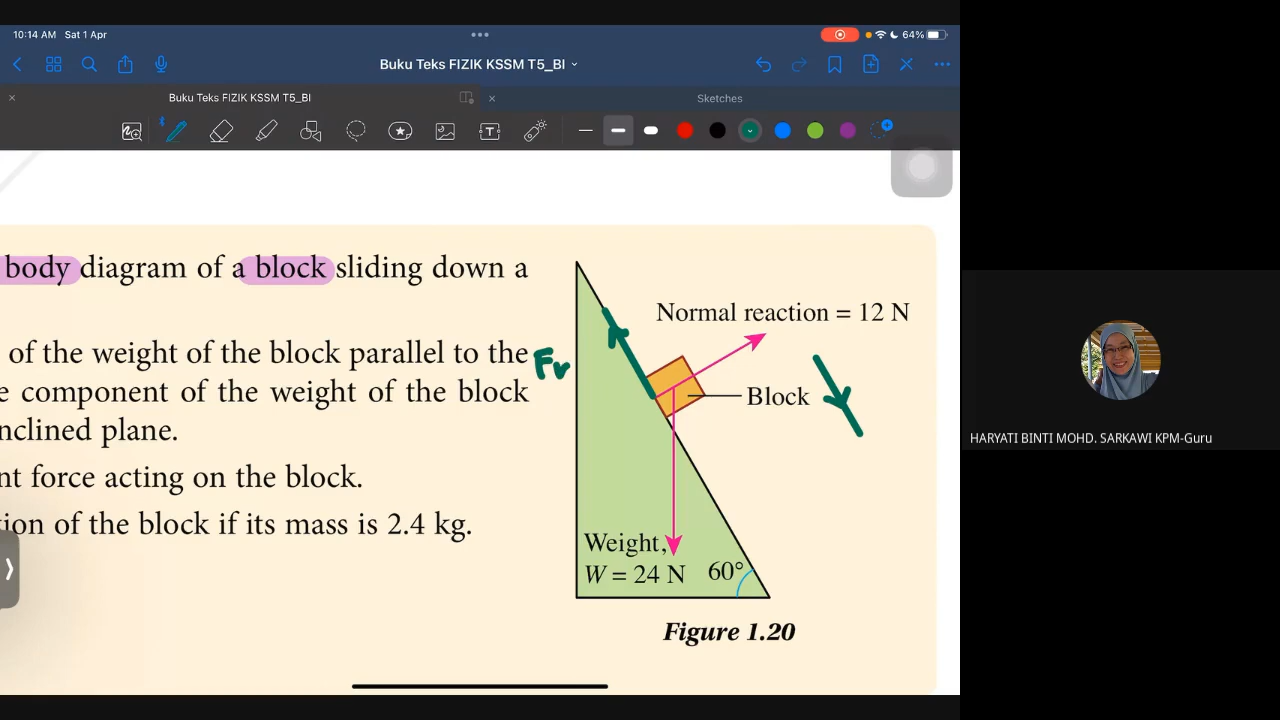 10:14 AM Sat 1 Apr
64%
Buku Teks FIZIK KSSM T5_BI
Buku Teks FIZIK KSSM T5_BI
Sketches
body diagram of a block sliding down a
of the weight of the block parallel to the
e component of the weight of the block
nclined plane.
nt force acting on the block.
ion of the block if its mass is 2.4 kg.
Normal reaction = 12 N
Fr
Block
Weight,
W = 24 N 60°
Figure 1.20
HARYATI BINTI MOHD. SARKAWI KPM-Guru